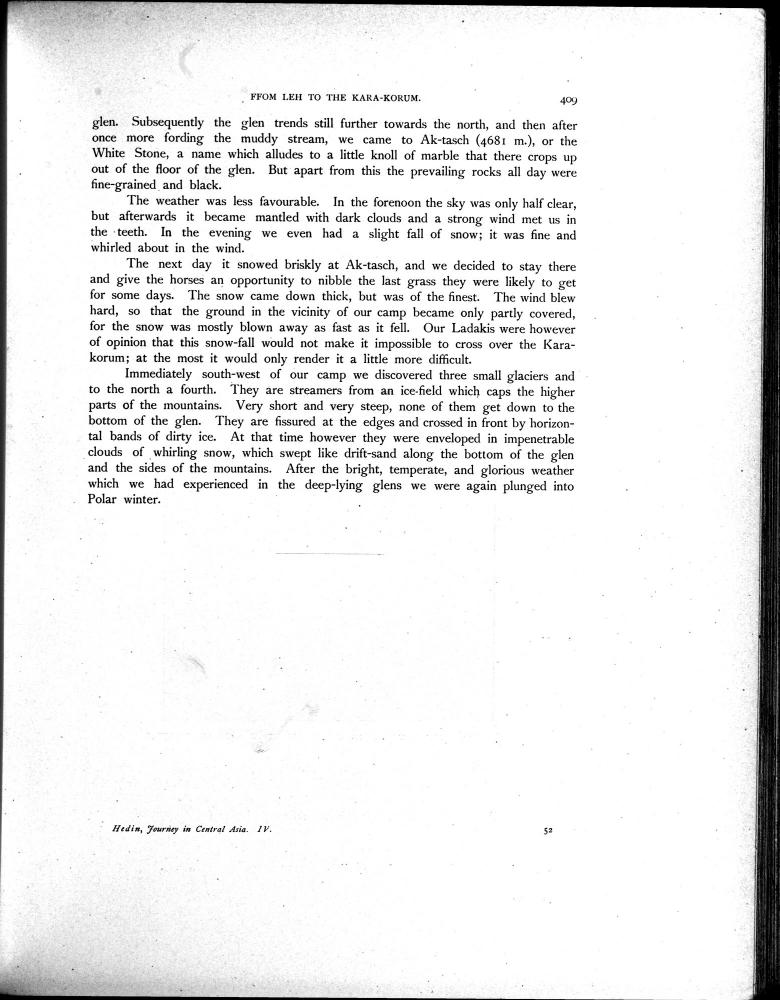 FFOM LEH TO THE KARA-KORUM. 409
glen. Subsequently the glen trends still further towards the north, and then after
once more fording the muddy stream, we came to Ak-tasch (4681 m.), or the
White Stone, a name which alludes to a little knoll of marble that there crops up
out of the floor of the glen. But apart from this the prevailing rocks all day were
fine-grained and black.
The weather was less favourable. In the forenoon the sky was only half clear,
but afterwards it became mantled with dark clouds and a strong wind met us in
the teeth. In the evening we even had a slight fall of snow; it was fine and
whirled about in the wind.
The next day it snowed briskly at Ak-tasch, and we decided to stay there
and give the horses an opportunity to nibble the last grass they were likely to get
for some days. The snow came down thick, but was of the finest. The wind blew
hard, so that the ground in the vicinity of our camp became only partly covered,
for the snow was mostly blown away as fast as it fell. Our Ladakis were however
of opinion that this snow-fall would not make it impossible to cross over the Kara-
korum; at the most it would only render it a little more difficult.
Immediately south-west of our camp we discovered three small glaciers and
to the north a fourth. They are streamers from an ice-field which caps the higher
parts of the mountains. Very short and very steep, none of them get down to the
bottom of the glen. They are fissured at the edges and crossed in front by horizon-
tal bands of dirty ice. At that time however they were enveloped in impenetrable
clouds of whirling snow, which swept like drift-sand along the bottom of the glen
and the sides of the mountains. After the bright, temperate, and glorious weather
which we had experienced in the deep-lying glens we were again plunged into
Polar winter.
Hedin, Journey in Central Asia. IV. 52